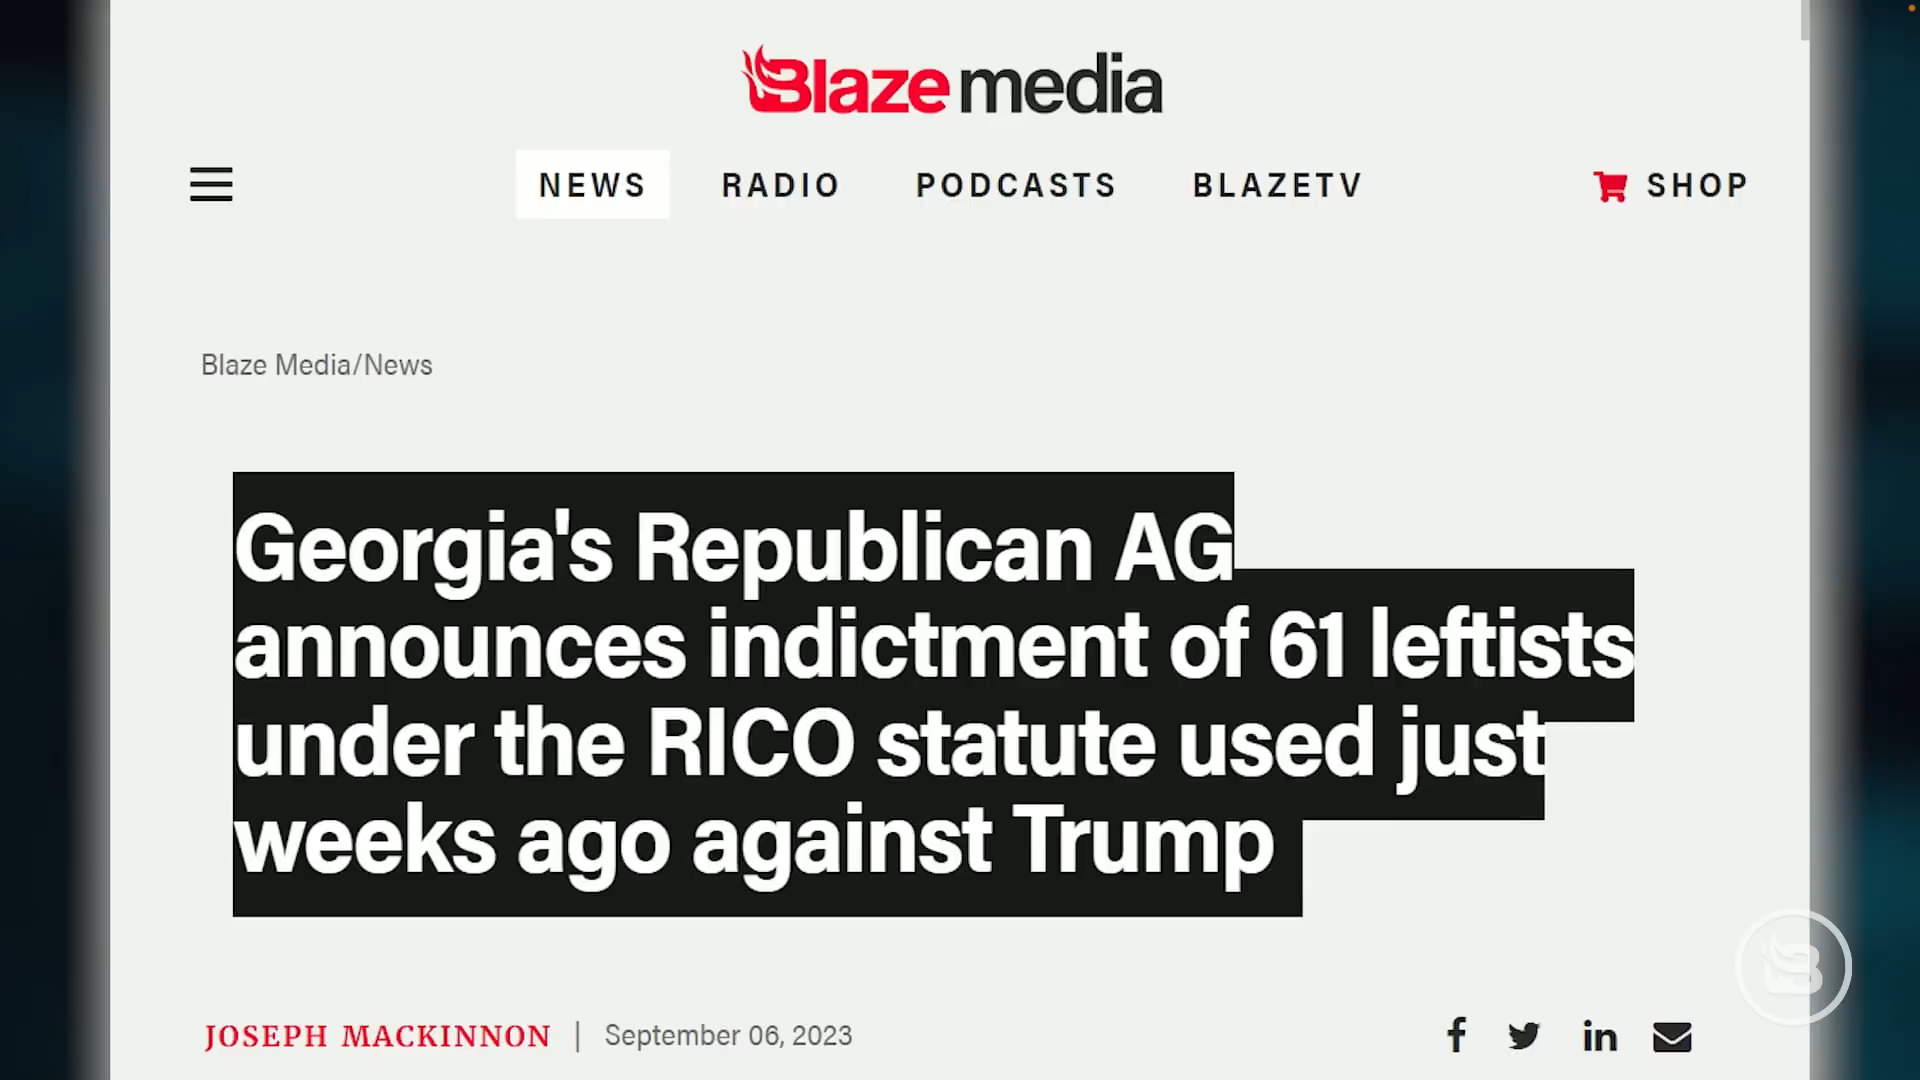 Blaze media
NEWS RADIO PODCASTS BLAZETV SHOP
Blaze Media/News
Georgia's Republican AG
announces indictment of 61 leftists
under the RICO statute used just
weeks ago against Trump
JOSEPH MACKINNON | September 06, 2023